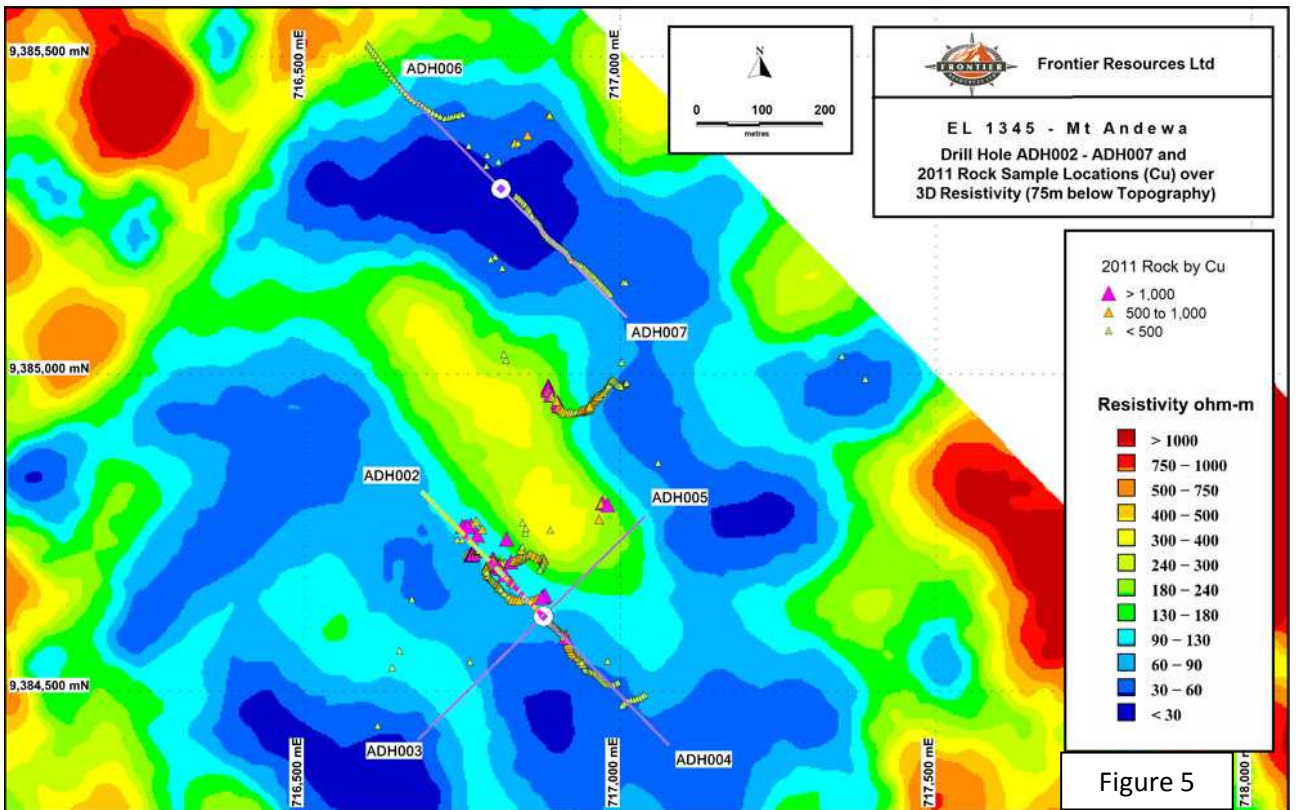 9,385,500 mN
716,500 mE
717,000 mE
ADH006
N
0 100 200
metres
FRONTIER
Frontier Resources Ltd
EL 1345 - Mt Andewa
Drill Hole ADH002 - ADH007 and
2011 Rock Sample Locations (Cu) over
3D Resistivity (75m below Topography)
2011 Rock by Cu
> 1,000
500 to 1,000
< 500
ADH007
9,385,000 mN
Resistivity ohm-m
> 1000
750 – 1000
500 – 750
400 – 500
300 – 400
240 – 300
180 – 240
130 – 180
90 – 130
60 – 90
30 – 60
< 30
ADH002
ADH005
9,384,500 mN
ADH003
ADH004
716,500 mE
717,000 mE
717,500 mE
718,000 mE
Figure 5